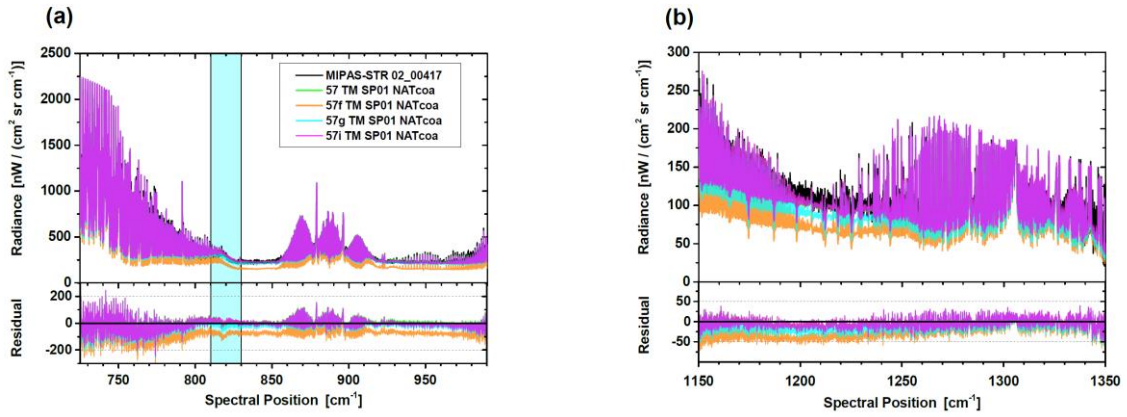 (a)
2500
2000
1500
1000
500
0
Radiance [nW / (cm² sr cm⁻¹)]
MIPAS-STR 02_00417
57 TM SP01 NATcoa
57f TM SP01 NATcoa
57g TM SP01 NATcoa
57i TM SP01 NATcoa
200
0
-200
Residual
750 800 850 900 950
Spectral Position [cm⁻¹]
(b)
300
250
200
150
100
50
0
Radiance [nW / (cm² sr cm⁻¹)]
50
25
0
-25
-50
Residual
1150 1200 1250 1300 1350
Spectral Position [cm⁻¹]